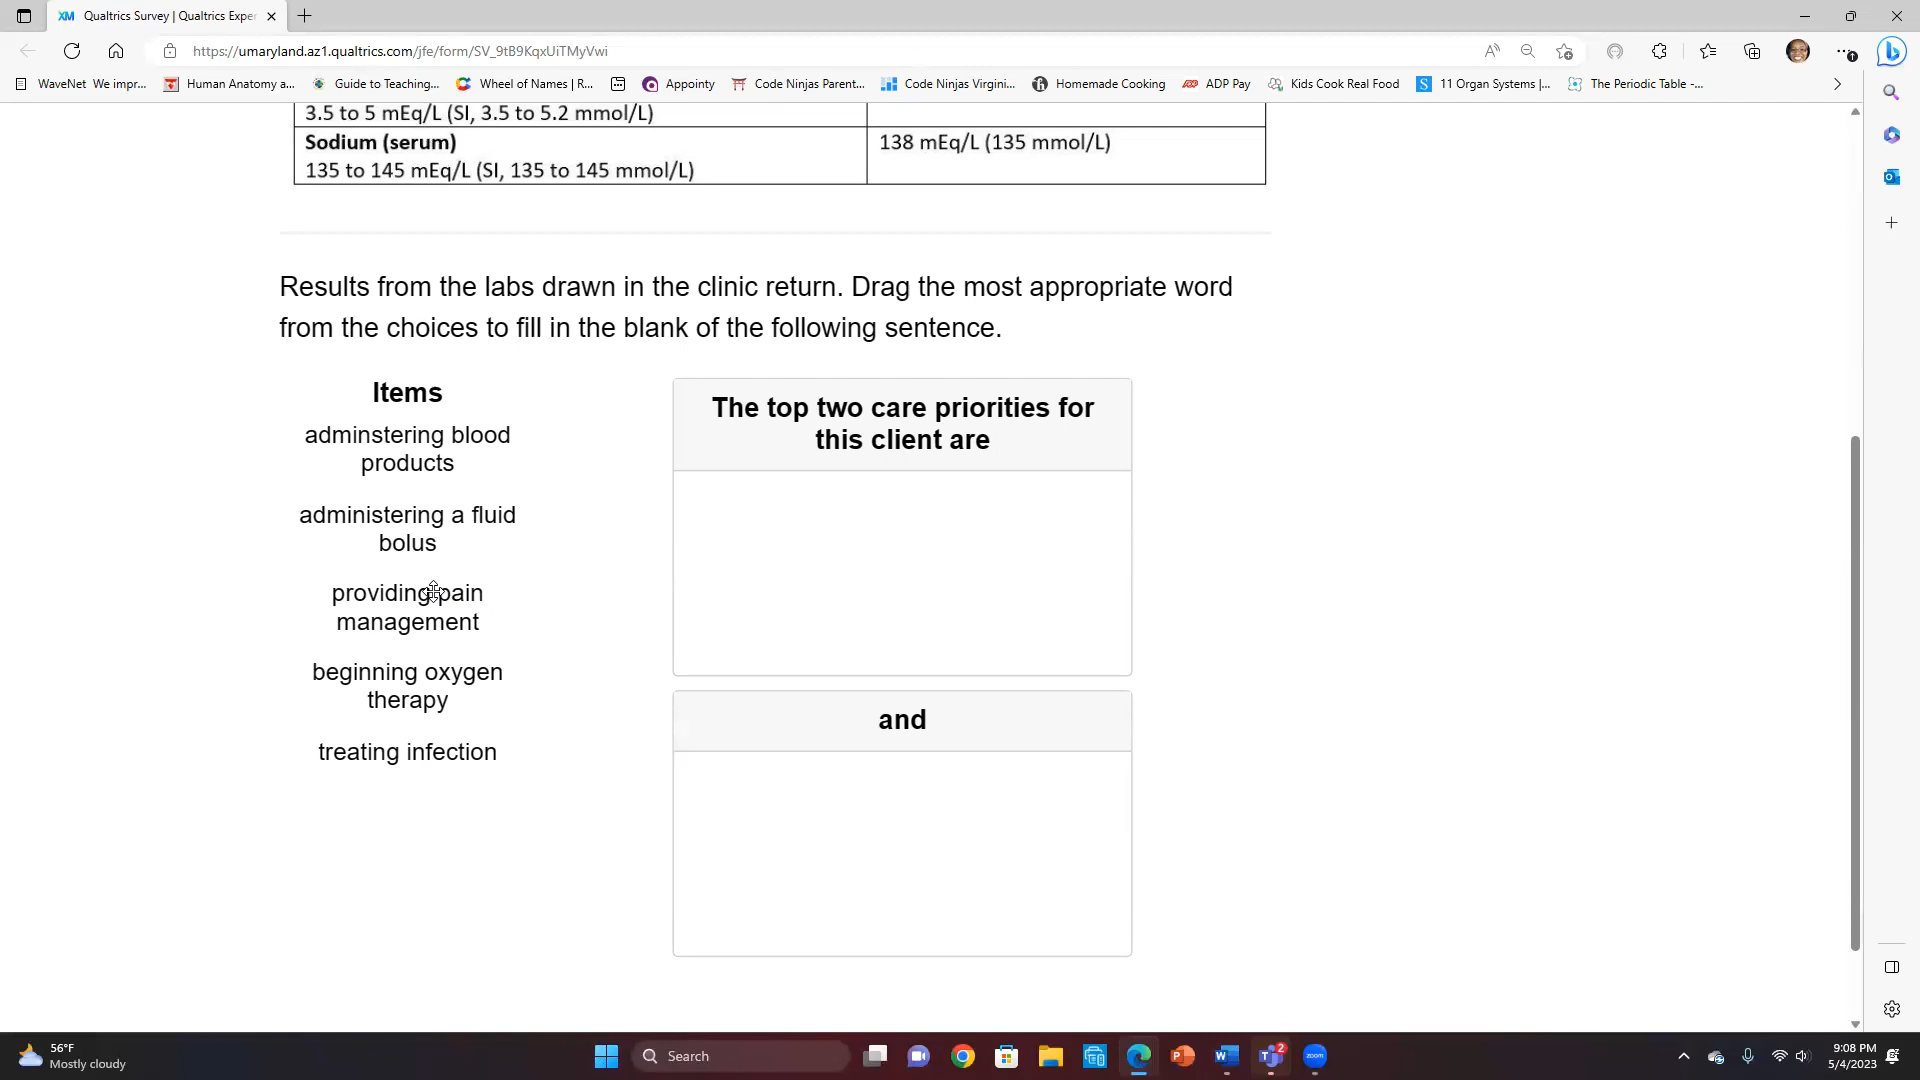 Qualtrics Survey | Qualtrics Exper
https://umaryland.az1.qualtrics.com/jfe/form/SV_9tB9KqxUiTMyVwi
WaveNet We impr...
Human Anatomy a...
Guide to Teaching...
Wheel of Names | R...
Appointy
Code Ninjas Parent...
Code Ninjas Virgini...
Homemade Cooking
ADP Pay
Kids Cook Real Food
11 Organ Systems |...
The Periodic Table -...
3.5 to 5 mEq/L (SI, 3.5 to 5.2 mmol/L)
Sodium (serum)
138 mEq/L (135 mmol/L)
135 to 145 mEq/L (SI, 135 to 145 mmol/L)
Results from the labs drawn in the clinic return. Drag the most appropriate word
from the choices to fill in the blank of the following sentence.
Items
adminstering blood
products
administering a fluid
bolus
providing pain
management
beginning oxygen
therapy
treating infection
The top two care priorities for
this client are
and
56°F
Mostly cloudy
Search
2
zoom
9:08 PM
5/4/2023